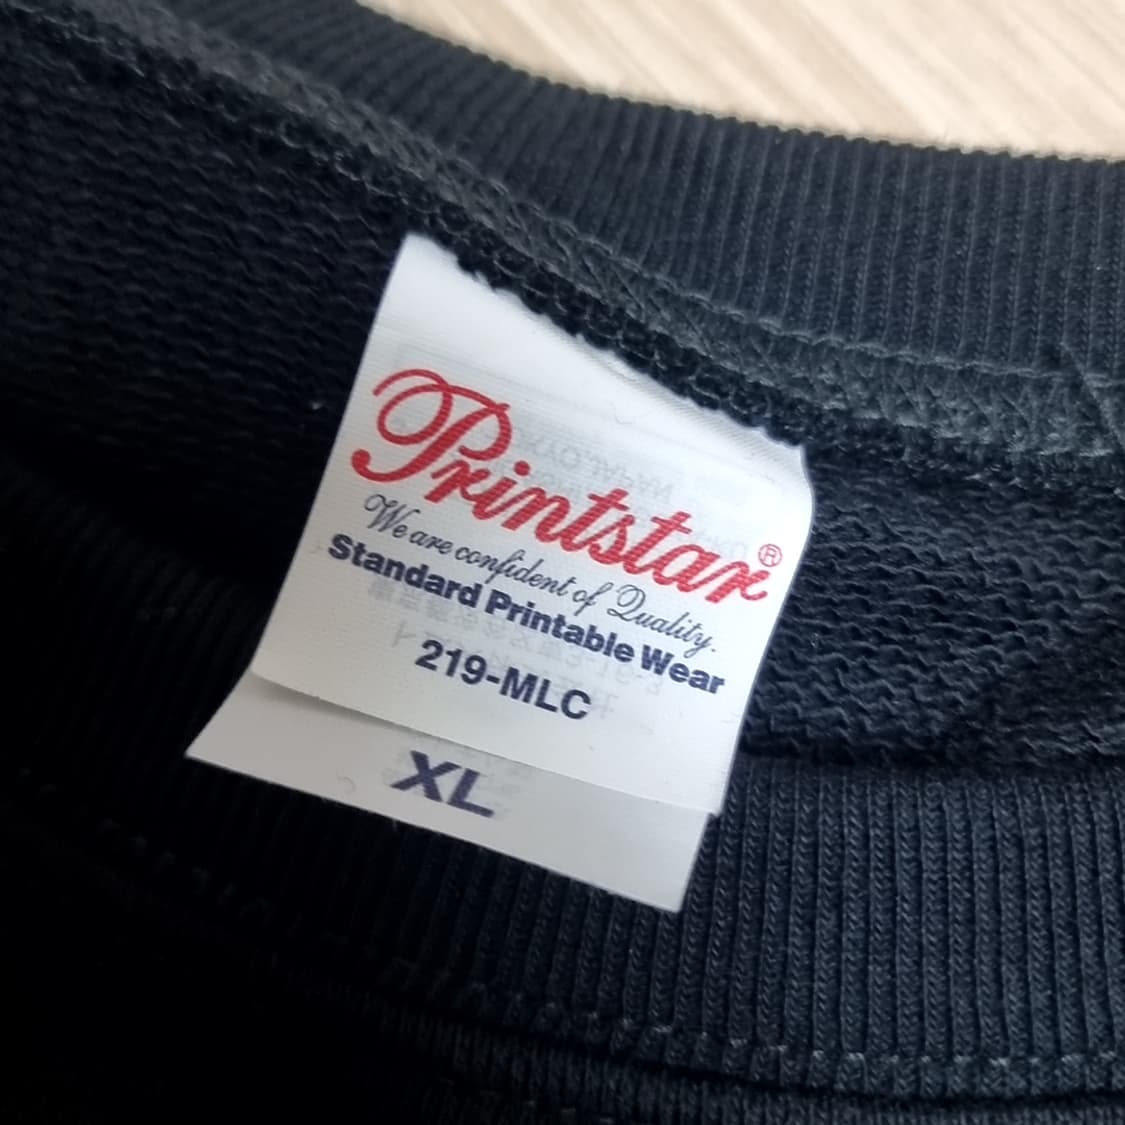 Printstar®
We are confident of Quality.
Standard Printable Wear
219-MLC
XL